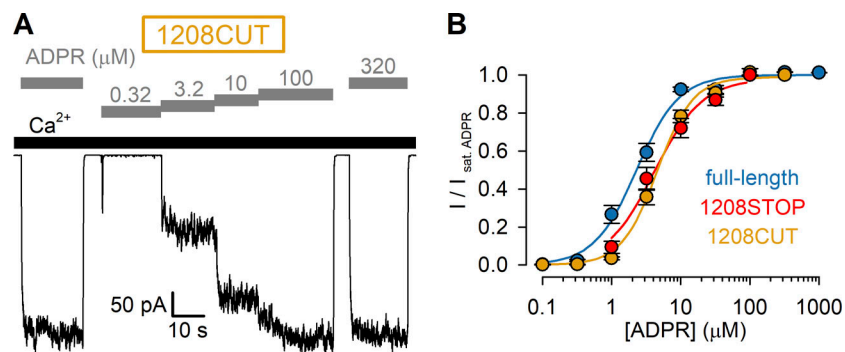 A
1208CUT
ADPR (μM)
0.32
3.2
10
100
320
Ca²⁺
50 pA
10 s
B
I / I sat. ADPR
1.0
0.8
0.6
0.4
0.2
0.0
full-length
1208STOP
1208CUT
0.1 1 10 100 1000
[ADPR] (μM)